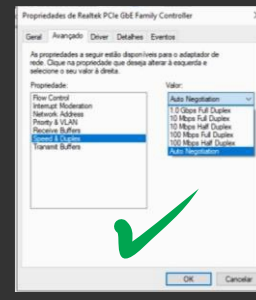 Propriedades de Realtek PCIe GbE Family Controller
Geral Avançado Driver Detalhes Eventos
As propriedades a seguir estão disponíveis para o adaptador de
rede. Clique na propriedade que deseja alterar à esquerda e
selecione o seu valor à direita.
Propriedade:
Valor:
Flow Control
Interrupt Moderation
Network Address
Priority & VLAN
Receive Buffers
Speed & Duplex
Transmit Buffers
Auto Negotiation
1.0 Gbps Full Duplex
10 Mbps Full Duplex
10 Mbps Half Duplex
100 Mbps Full Duplex
100 Mbps Half Duplex
Auto Negotiation
OK Cancelar